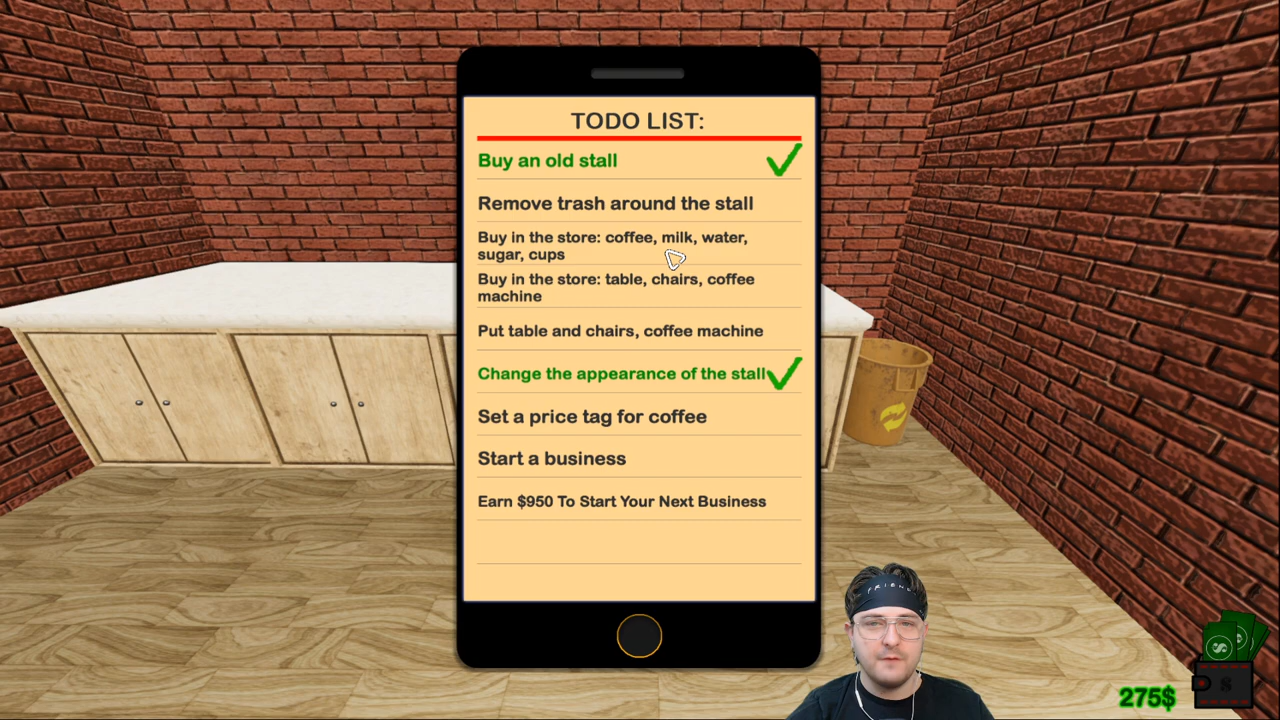 TODO LIST:
Buy an old stall
Remove trash around the stall
Buy in the store: coffee, milk, water,
sugar, cups
Buy in the store: table, chairs, coffee
machine
Put table and chairs, coffee machine
Change the appearance of the stall
Set a price tag for coffee
Start a business
Earn $950 To Start Your Next Business
FRIENDS
275$